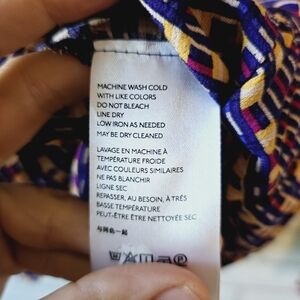 MACHINE WASH COLD
WITH LIKE COLORS
DO NOT BLEACH
LINE DRY
LOW IRON AS NEEDED
MAY BE DRY CLEANED
LAVAGE EN MACHINE À
TEMPÉRATURE FROIDE
AVEC COULEURS SIMILAIRES
NE PAS BLANCHIR
LIGNE SEC
REPASSER, AU BESOIN, À TRÈS
BASSE TEMPÉRATURE
PEUT-ÊTRE ÊTRE NETTOYÉE SEC
一起